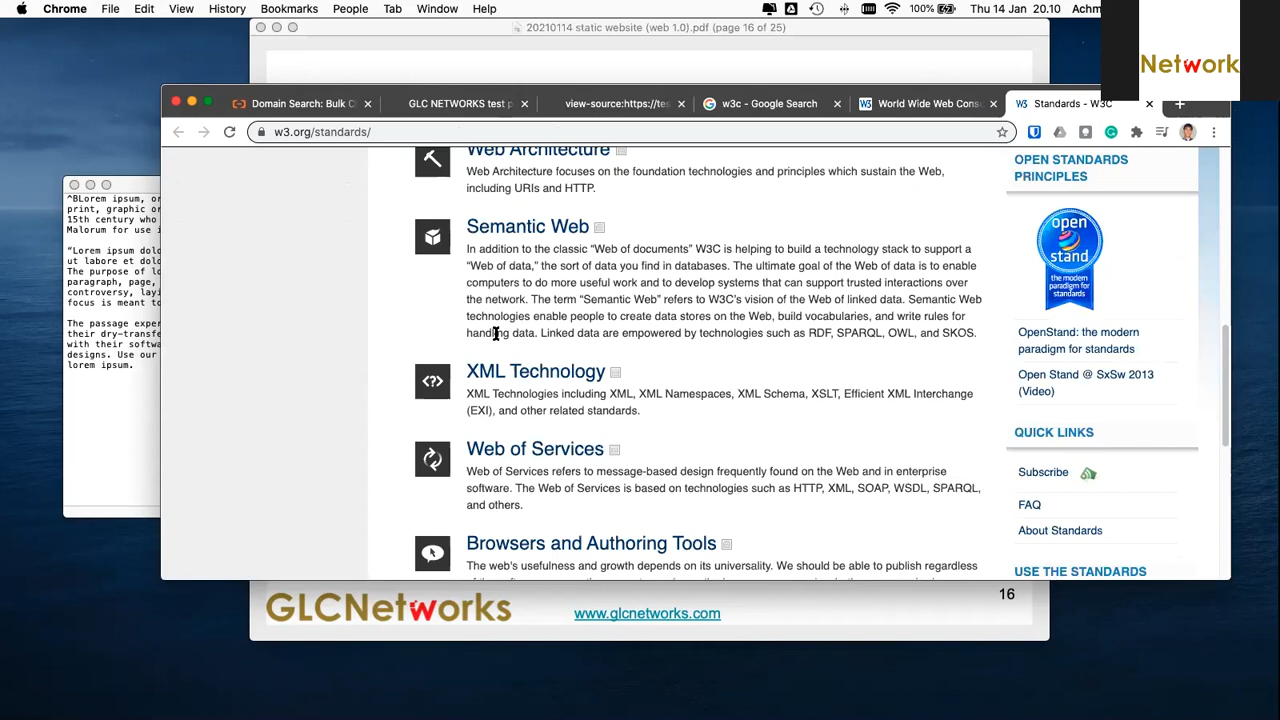 Chrome File Edit View History Bookmarks People Tab Window Help 100% Thu 14 Jan 20.10 Achm
20210114 static website (web 1.0).pdf (page 16 of 25)
Network
Domain Search: Bulk GLC NETWORKS test view-source:https://tes w3c - Google Search World Wide Web Cons Standards - W3C
w3.org/standards/
^BLorem ipsum, or
print, graphic or
15th century who
Malorum for use i
“Lorem ipsum dolo
ut labore et dolo
The purpose of lo
paragraph, page,
controversy, layi
focus is meant to
The passage exper
their dry-transfe
with their softwa
designs. Use our
lorem ipsum.
Web Architecture
Web Architecture focuses on the foundation technologies and principles which sustain the Web,
including URIs and HTTP.
Semantic Web
In addition to the classic “Web of documents” W3C is helping to build a technology stack to support a
“Web of data,” the sort of data you find in databases. The ultimate goal of the Web of data is to enable
computers to do more useful work and to develop systems that can support trusted interactions over
the network. The term “Semantic Web” refers to W3C’s vision of the Web of linked data. Semantic Web
technologies enable people to create data stores on the Web, build vocabularies, and write rules for
handling data. Linked data are empowered by technologies such as RDF, SPARQL, OWL, and SKOS.
XML Technology
XML Technologies including XML, XML Namespaces, XML Schema, XSLT, Efficient XML Interchange
(EXI), and other related standards.
Web of Services
Web of Services refers to message-based design frequently found on the Web and in enterprise
software. The Web of Services is based on technologies such as HTTP, XML, SOAP, WSDL, SPARQL,
and others.
Browsers and Authoring Tools
The web's usefulness and growth depends on its universality. We should be able to publish regardless
OPEN STANDARDS
PRINCIPLES
open
stand
the modern
paradigm for
standards
OpenStand: the modern
paradigm for standards
Open Stand @ SxSw 2013
(Video)
QUICK LINKS
Subscribe
FAQ
About Standards
USE THE STANDARDS
GLCNetworks
www.glcnetworks.com
16